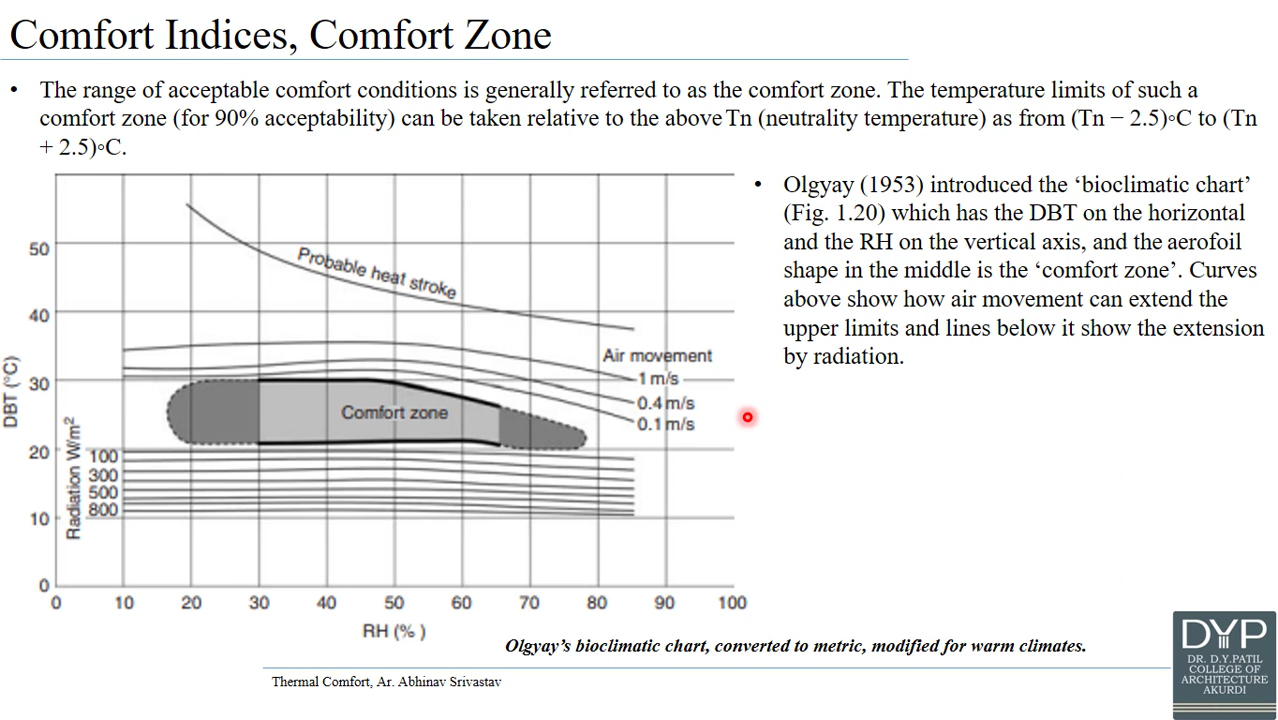 Comfort Indices, Comfort Zone
• The range of acceptable comfort conditions is generally referred to as the comfort zone. The temperature limits of such a
comfort zone (for 90% acceptability) can be taken relative to the above Tn (neutrality temperature) as from (Tn − 2.5)◦C to (Tn
+ 2.5)◦C.
• Olgyay (1953) introduced the ‘bioclimatic chart’
(Fig. 1.20) which has the DBT on the horizontal
and the RH on the vertical axis, and the aerofoil
shape in the middle is the ‘comfort zone’. Curves
above show how air movement can extend the
upper limits and lines below it show the extension
by radiation.
50
40
30
20
10
0
DBT (°C)
Probable heat stroke
Air movement
1 m/s
0.4 m/s
0.1 m/s
Comfort zone
Radiation W/m²
100
300
500
800
0 10 20 30 40 50 60 70 80 90 100
RH (% )
Olgyay’s bioclimatic chart, converted to metric, modified for warm climates.
Thermal Comfort, Ar. Abhinav Srivastav
DYP
DR. D.Y.PATIL
COLLEGE OF
ARCHITECTURE
AKURDI